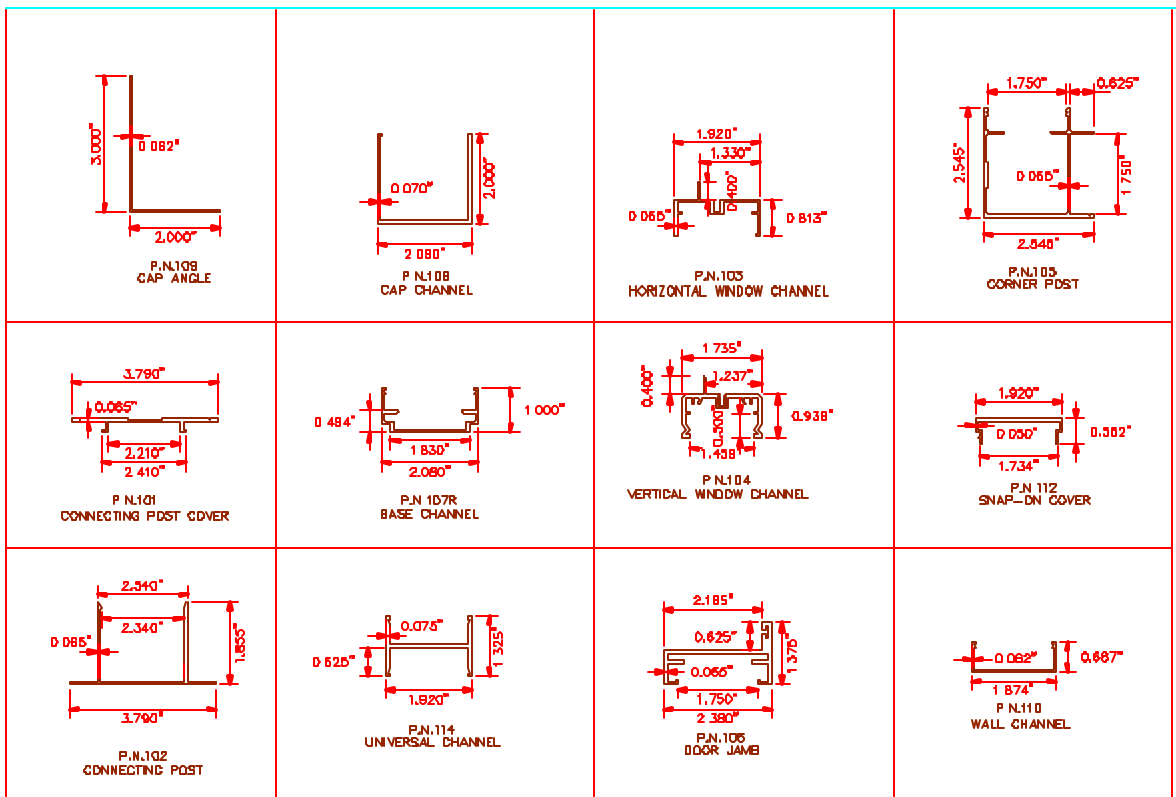 3.000"
0.062"
2.000"
P.N.109
CAP ANGLE
0.070"
2.000"
2.090"
P.N.108
CAP CHANNEL
1.920"
1.330"
0.400"
0.065"
0.813"
P.N.103
HORIZONTAL WINDOW CHANNEL
1.750"
0.625"
2.545"
0.065"
1.750"
2.545"
P.N.105
CORNER POST
3.790"
0.065"
2.210"
2.410"
P.N.101
CONNECTING POST COVER
0.484"
1.000"
1.830"
2.080"
P.N.107R
BASE CHANNEL
1.735"
0.400"
1.237"
0.500"
0.938"
P.N.104
VERTICAL WINDOW CHANNEL
1.920"
0.050"
0.562"
1.734"
P.N.112
SNAP-ON COVER
2.540"
2.340"
0.065"
1.855"
3.790"
P.N.102
CONNECTING POST
0.075"
0.625"
1.325"
1.920"
P.N.114
UNIVERSAL CHANNEL
2.185"
0.625"
1.375"
0.065"
1.750"
2.380"
P.N.106
DOOR JAMB
0.062"
0.687"
1.874"
P.N.110
WALL CHANNEL